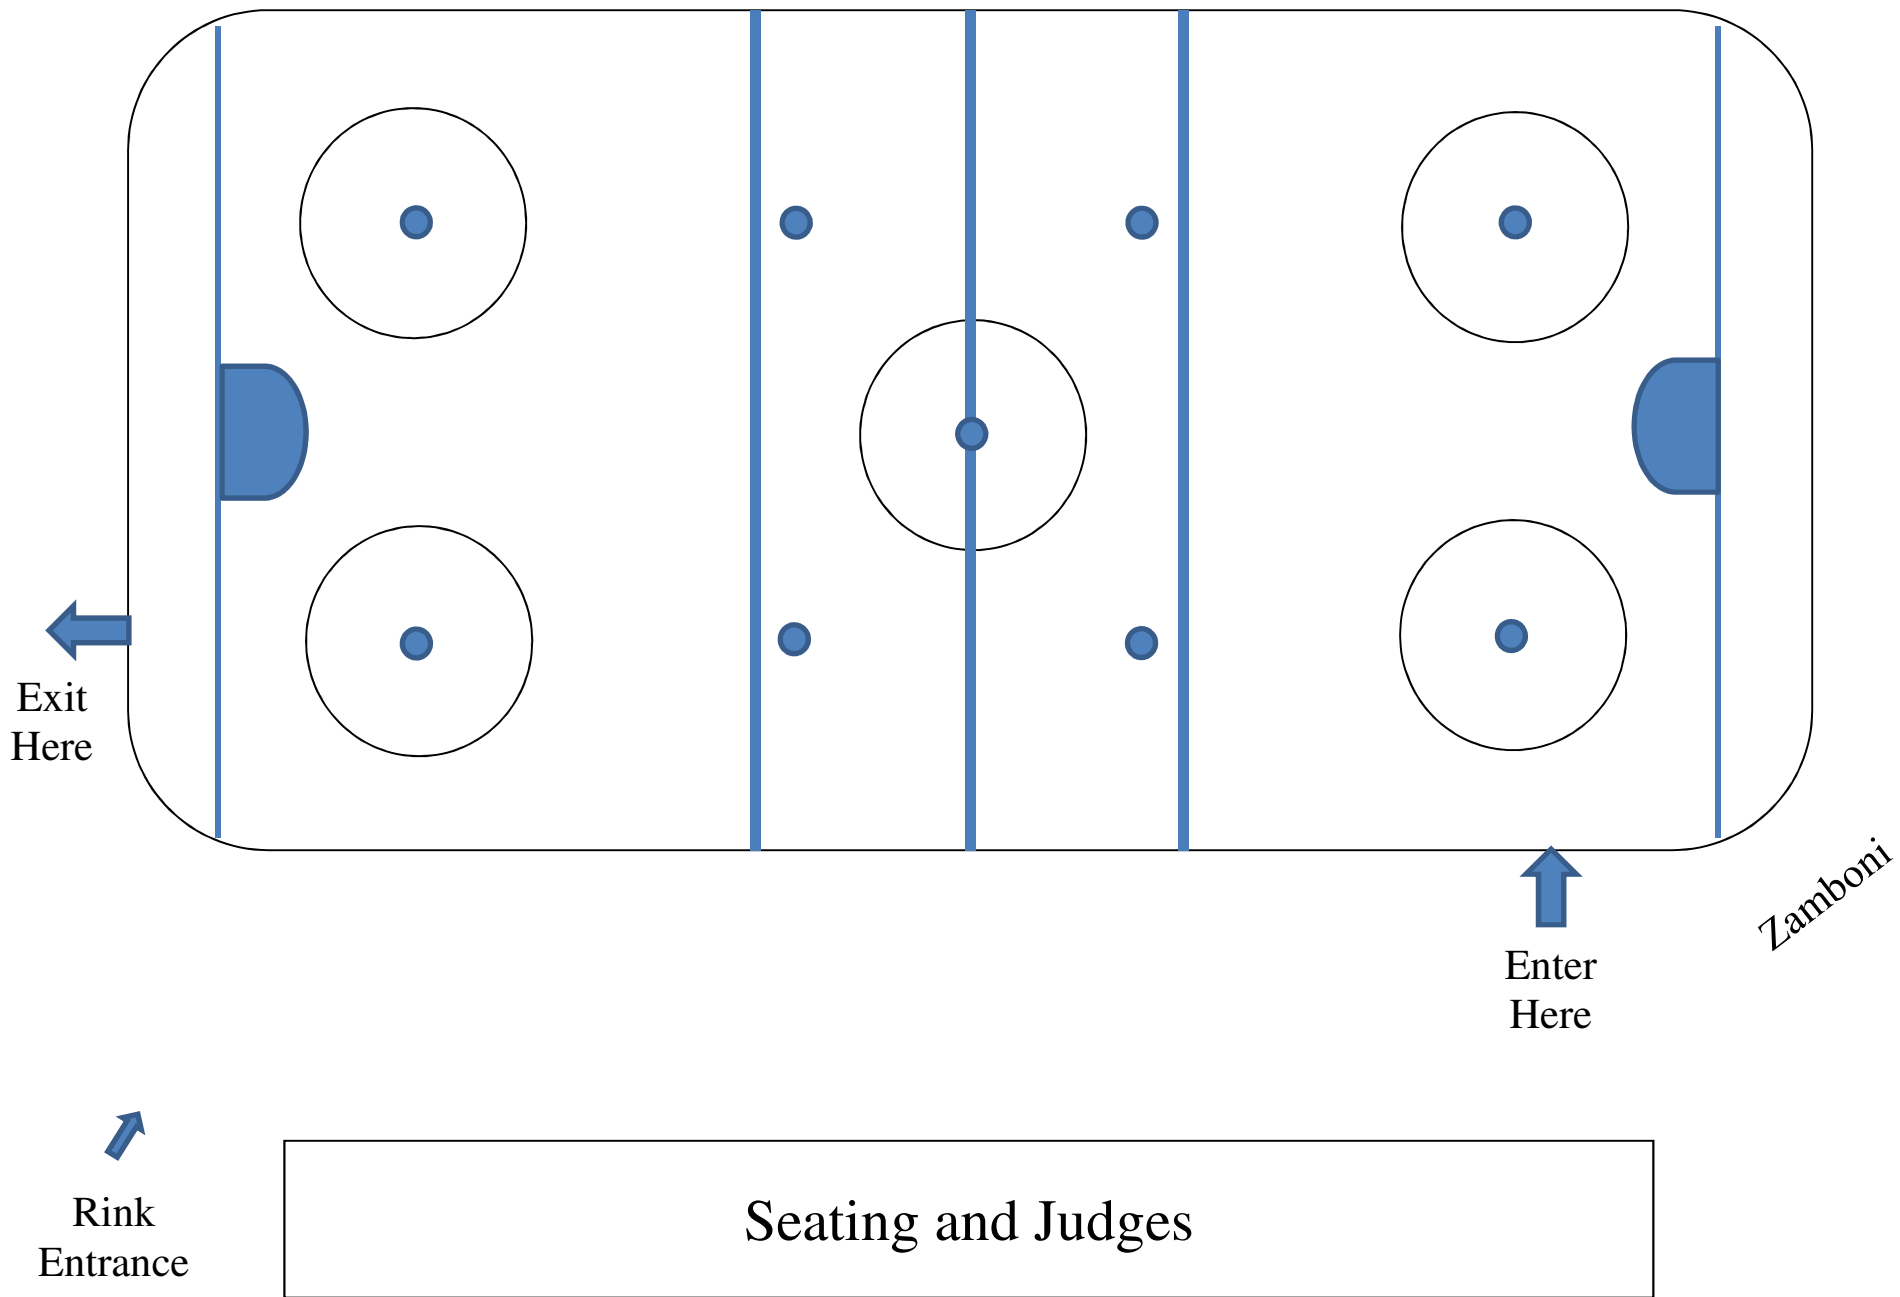 Exit
Here
Zamboni
Enter
Here
Rink
Entrance
Seating and Judges